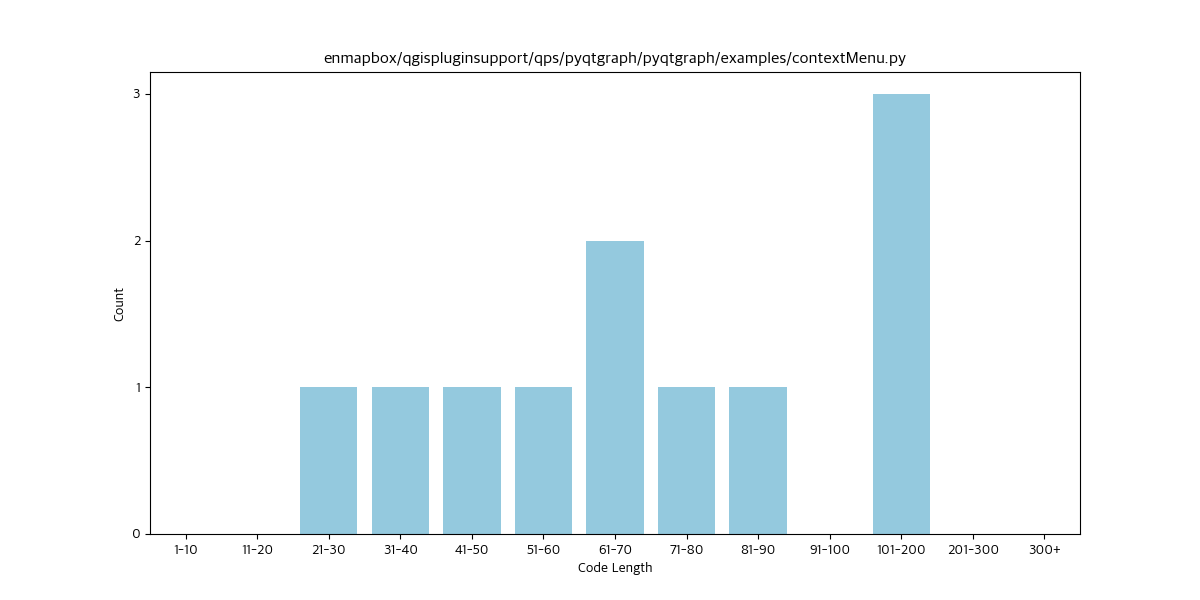 enmapbox/qgispluginsupport/qps/pyqtgraph/pyqtgraph/examples/contextMenu.py
3
2
1
0
Count
1-10 11-20 21-30 31-40 41-50 51-60 61-70 71-80 81-90 91-100 101-200 201-300 300+
Code Length